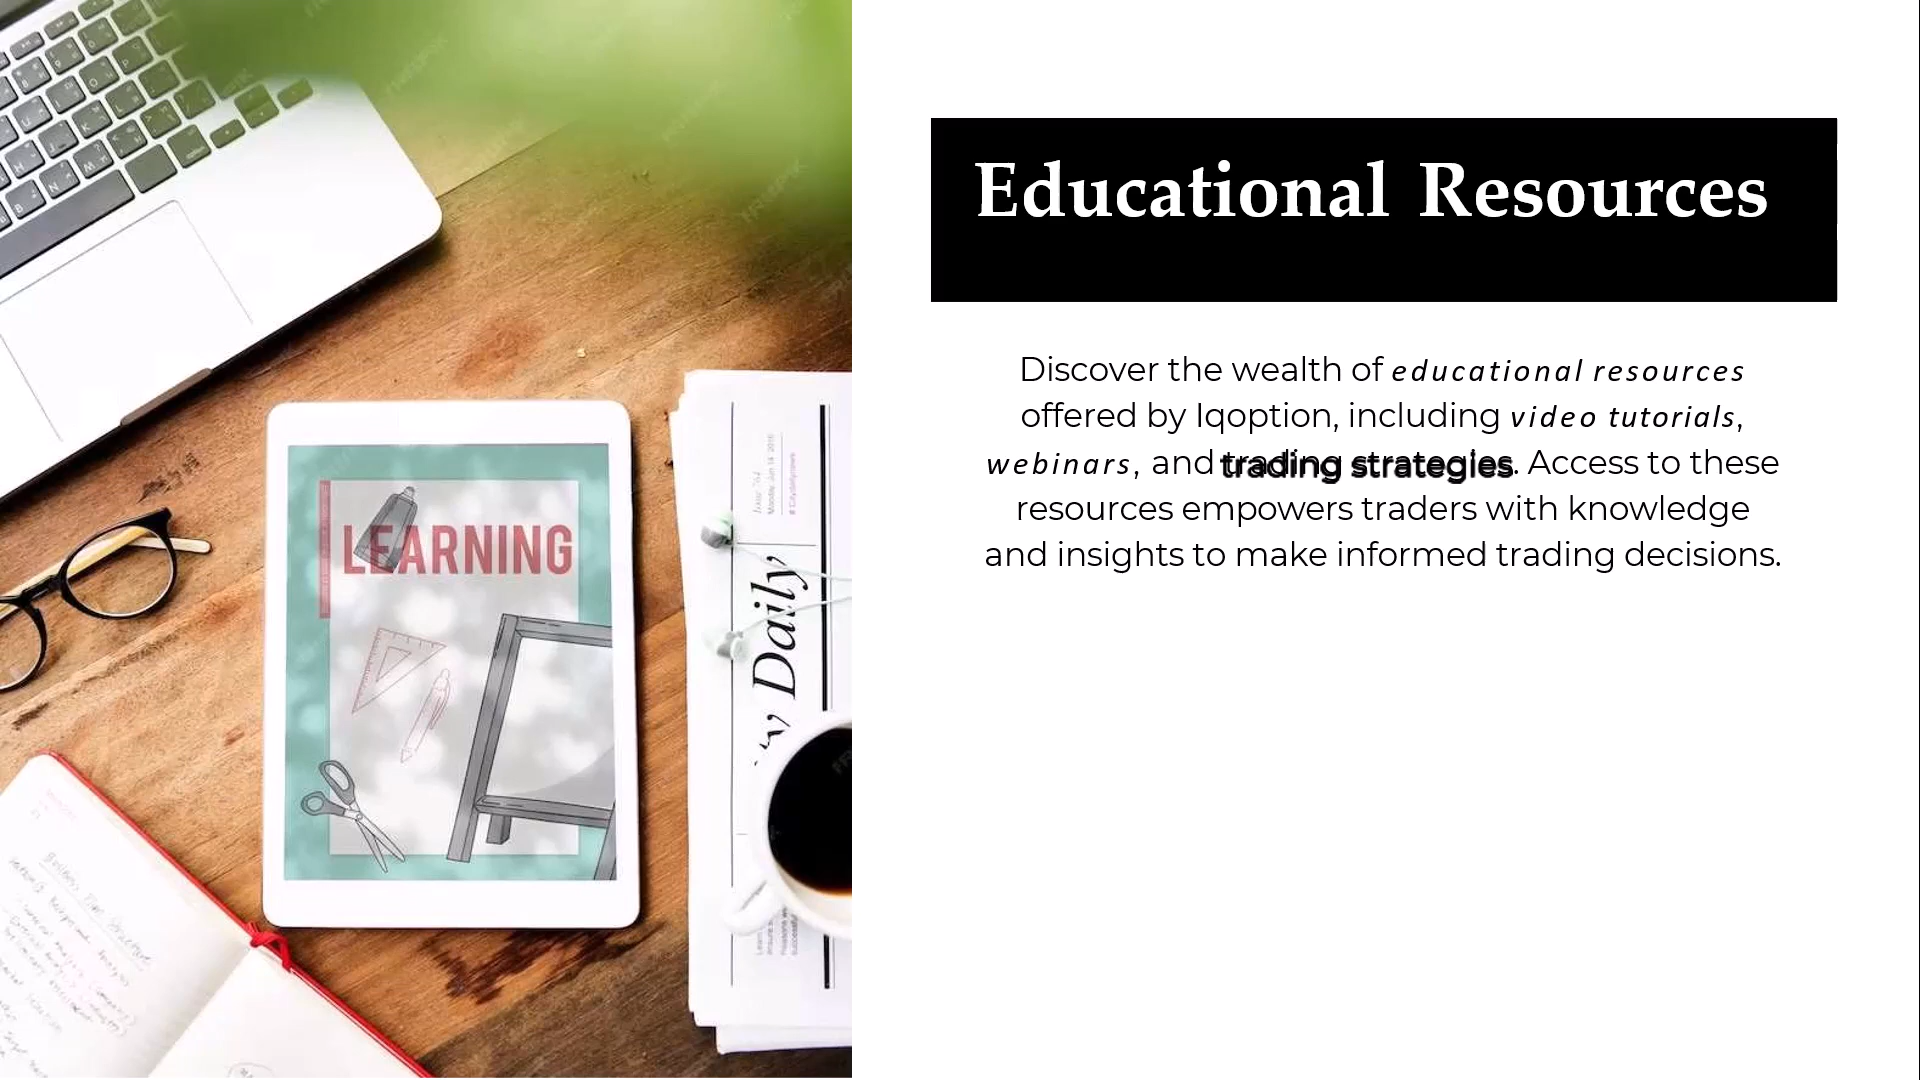 Educational Resources
Discover the wealth of educational resources
offered by Iqoption, including video tutorials,
webinars, and trading strategies. Access to these
resources empowers traders with knowledge
and insights to make informed trading decisions.
LEARNING
Daily